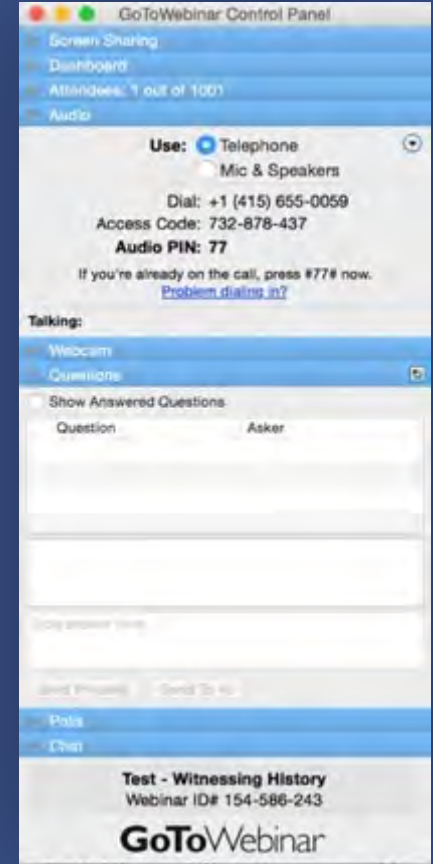 GoToWebinar Control Panel
Screen Sharing
Dashboard
Attendees: 1 out of 1001
Audio
Use: Telephone
Mic & Speakers
Dial: +1 (415) 655-0059
Access Code: 732-878-437
Audio PIN: 77
If you're already on the call, press #77# now.
Problem dialing in?
Talking:
Webcam
Questions
Show Answered Questions
Question Asker
Polls
Chat
Test - Witnessing History
Webinar ID# 154-586-243
GoToWebinar